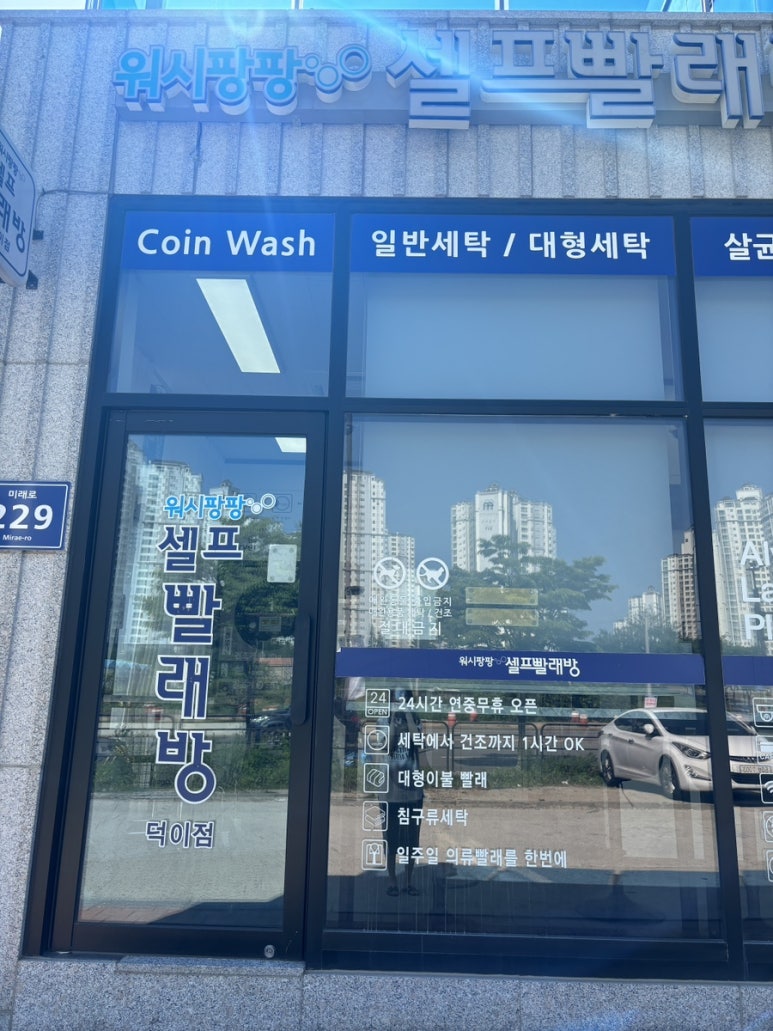 워시팡팡 셀프빨래
셀프
래방
Coin Wash
일반세탁 / 대형세탁
살균
미래로
229
Mirae-ro
워시팡팡
셀프
빨래방
덕이점
절대금지
워시팡팡 셀프빨래방
24
OPEN
24시간 연중무휴 오픈
세탁에서 건조까지 1시간 OK
대형이불 빨래
침구류세탁
일주일 의류빨래를 한번에